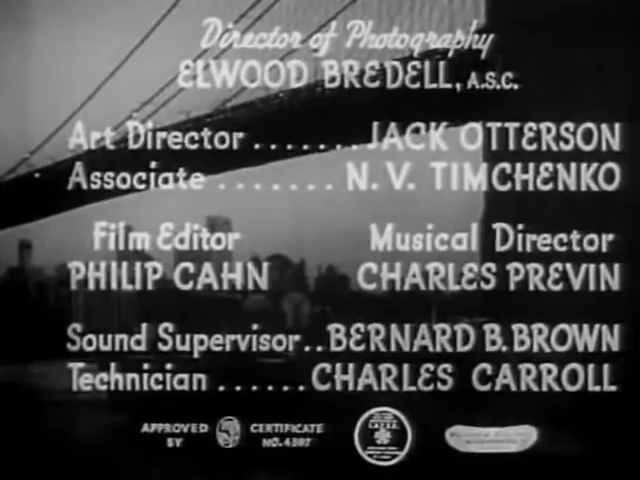 Director of Photography
ELWOOD BREDELL, A.S.C.
Art Director ....... JACK OTTERSON
Associate ....... N. V. TIMCHENKO
Film Editor Musical Director
PHILIP CAHN CHARLES PREVIN
Sound Supervisor..BERNARD B. BROWN
Technician ...... CHARLES CARROLL
APPROVED CERTIFICATE
BY NO.